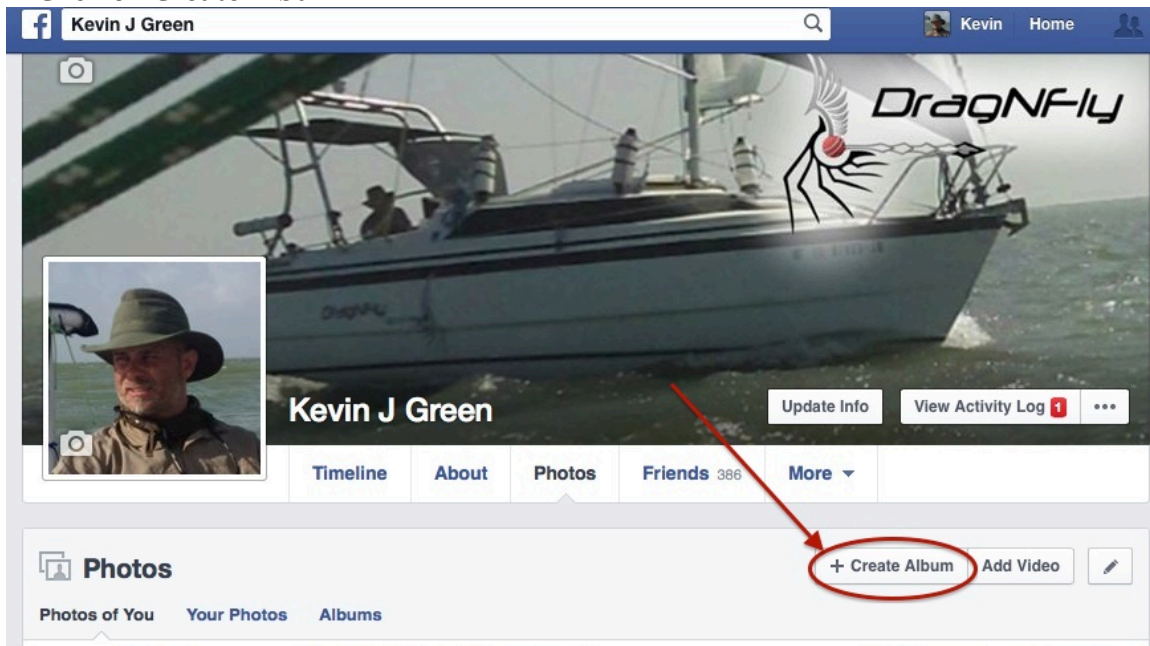 Kevin J Green
Kevin Home
DragNFly
DragNFly
Kevin J Green
Update Info
View Activity Log 1
Timeline About Photos Friends 386 More
Photos
+ Create Album
Add Video
Photos of You Your Photos Albums